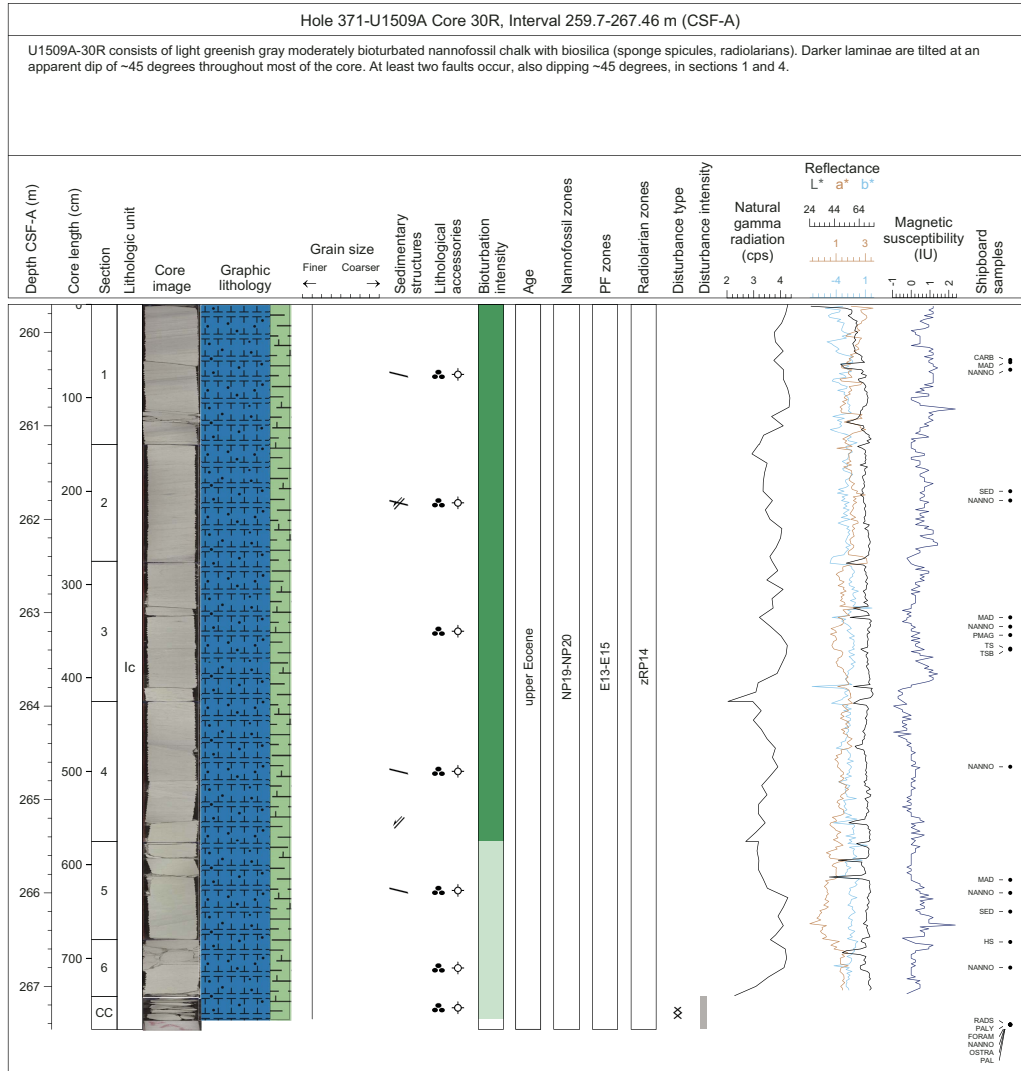 Hole 371-U1509A Core 30R, Interval 259.7-267.46 m (CSF-A)
U1509A-30R consists of light greenish gray moderately bioturbated nannofossil chalk with biosilica (sponge spicules, radiolarians). Darker laminae are tilted at an
apparent dip of ~45 degrees throughout most of the core. At least two faults occur, also dipping ~45 degrees, in sections 1 and 4.
Depth CSF-A (m)
Core length (cm)
Section
Lithologic unit
Core
image
Graphic
lithology
Grain size
Finer Coarser
Sedimentary
structures
Lithological
accessories
Bioturbation
intensity
Age
Nannofossil zones
PF zones
Radiolarian zones
Disturbance type
Disturbance intensity
Natural
gamma
radiation
(cps)
2 3 4
Reflectance
L* a* b*
24 44 64
1 3
-4 1
Magnetic
susceptibility
(IU)
-1 0 1 2
Shipboard
samples
260
261
262
263
264
265
266
267
0
100
200
300
400
500
600
700
1
2
3
4
5
6
CC
Ic
upper Eocene
NP19-NP20
E13-E15
zRP14
CARB
MAD
NANNO
SED
NANNO
MAD
NANNO
PMAG
TS
TSB
NANNO
MAD
NANNO
SED
HS
NANNO
RADS
PALY
FORAM
NANNO
OSTRA
PAL